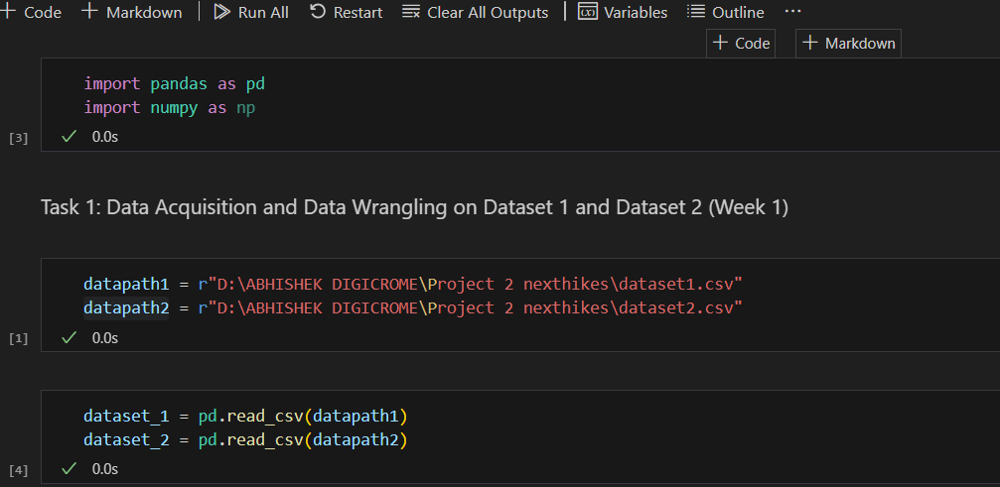 + Code + Markdown | Run All Restart Clear All Outputs | Variables Outline ...
+ Code + Markdown
import pandas as pd
import numpy as np
[3] ✓ 0.0s
Task 1: Data Acquisition and Data Wrangling on Dataset 1 and Dataset 2 (Week 1)
datapath1 = r"D:\ABHISHEK DIGICROME\Project 2 nexthikes\dataset1.csv"
datapath2 = r"D:\ABHISHEK DIGICROME\Project 2 nexthikes\dataset2.csv"
[1] ✓ 0.0s
dataset_1 = pd.read_csv(datapath1)
dataset_2 = pd.read_csv(datapath2)
[4] ✓ 0.0s